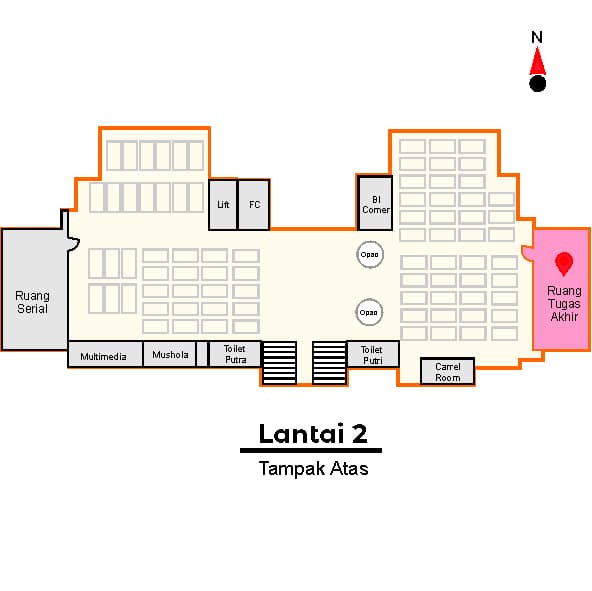 N
Lift
FC
BI
Corner
Opac
Opac
Ruang
Serial
Ruang
Tugas
Akhir
Multimedia
Mushola
Toilet
Putra
Toilet
Putri
Carrel
Room
Lantai 2
Tampak Atas